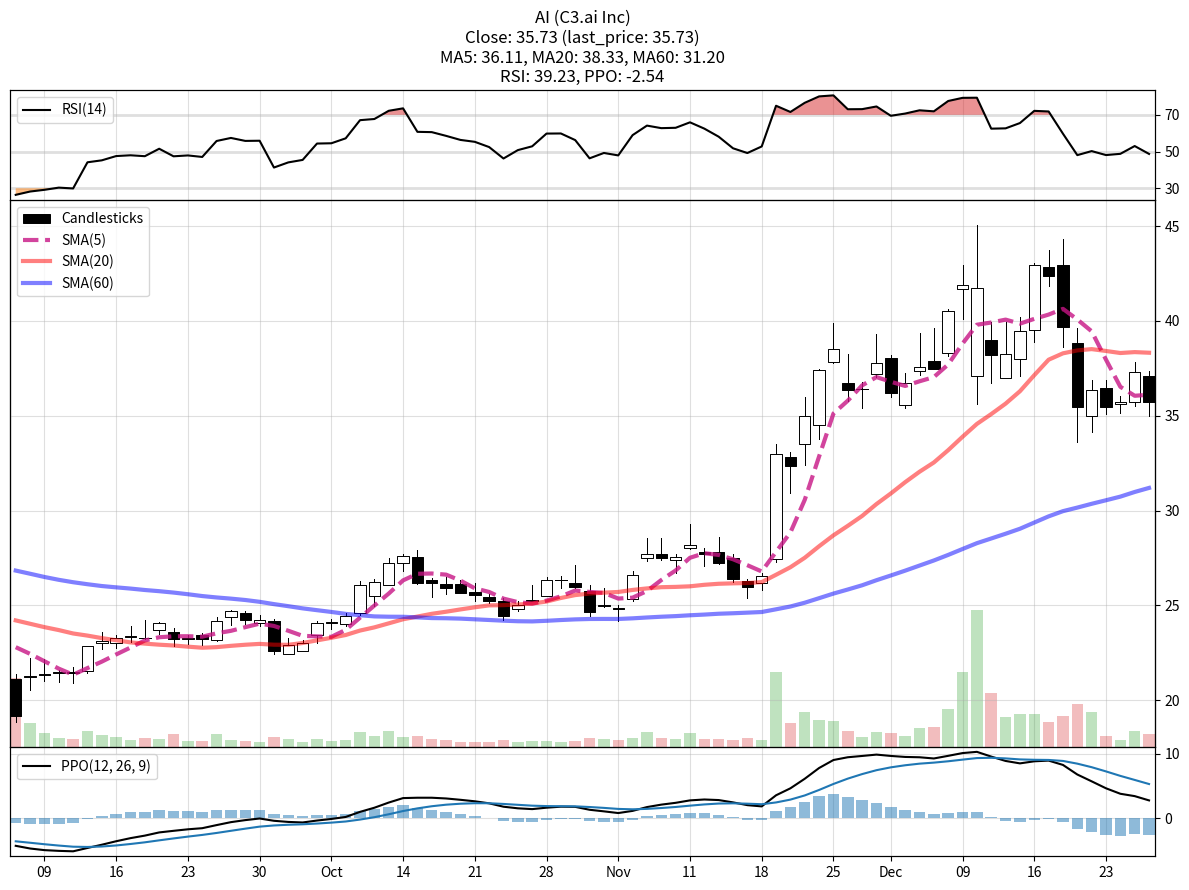 AI (C3.ai Inc)
Close: 35.73 (last_price: 35.73)
MA5: 36.11, MA20: 38.33, MA60: 31.20
RSI: 39.23, PPO: -2.54
RSI(14)
70
50
30
Candlesticks
SMA(5)
SMA(20)
SMA(60)
45
40
35
30
25
20
PPO(12, 26, 9)
10
0
09 16 23 30 Oct 14 21 28 Nov 11 18 25 Dec 09 16 23